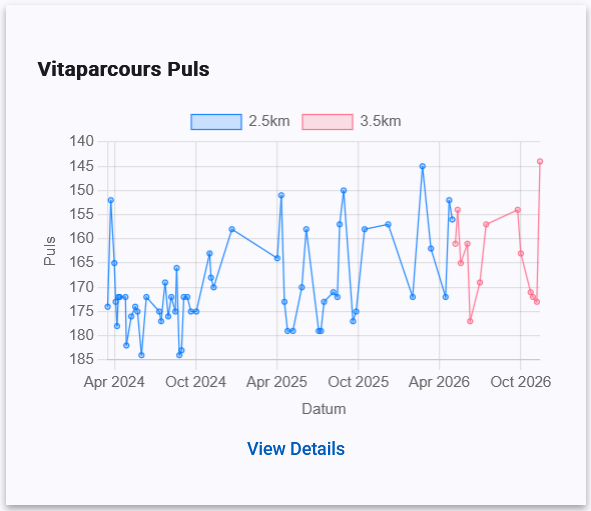 Vitaparcours Puls
2.5km 3.5km
140
145
150
155
160
165
170
175
180
185
Puls
Apr 2024 Oct 2024 Apr 2025 Oct 2025 Apr 2026 Oct 2026
Datum
View Details